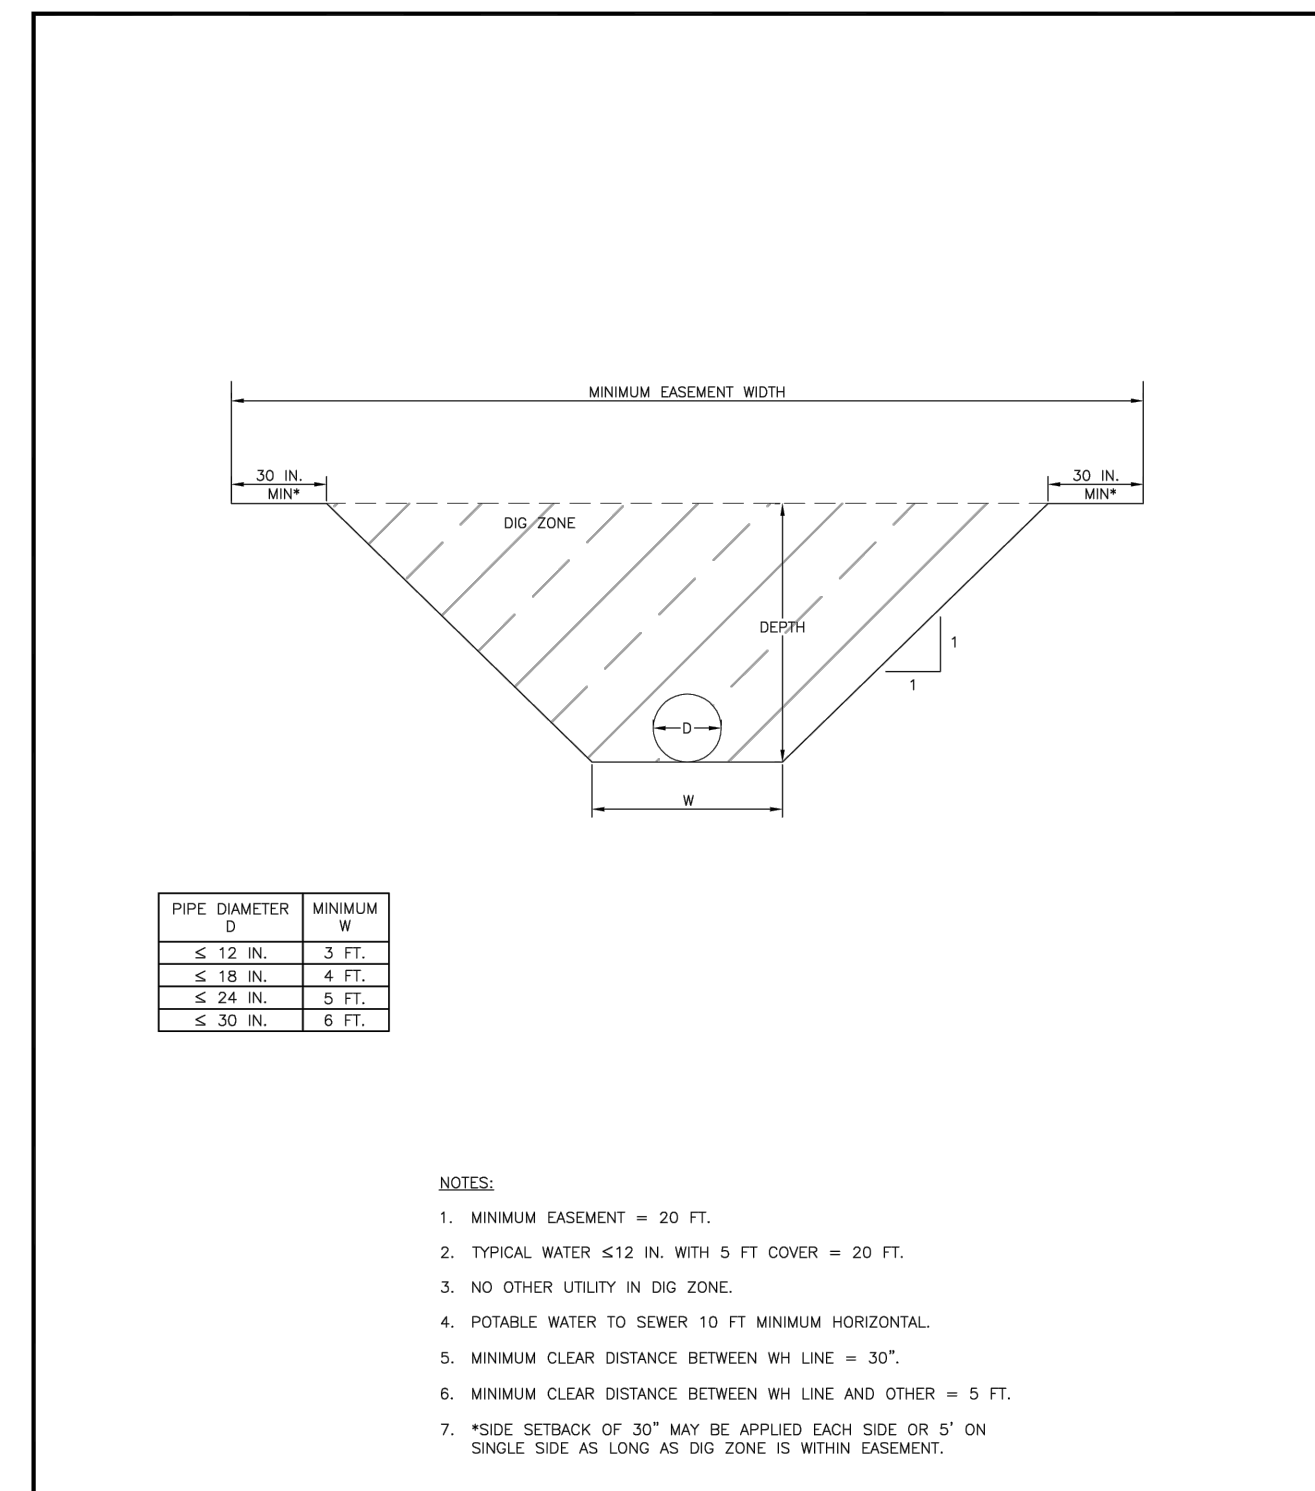 MINIMUM EASEMENT WIDTH
30 IN.
MIN*
30 IN.
MIN*
DIG ZONE
DEPTH
1
1
D
W
PIPE DIAMETER D MINIMUM W
≤ 12 IN. 3 FT.
≤ 18 IN. 4 FT.
≤ 24 IN. 5 FT.
≤ 30 IN. 6 FT.
NOTES:
1. MINIMUM EASEMENT = 20 FT.
2. TYPICAL WATER ≤12 IN. WITH 5 FT COVER = 20 FT.
3. NO OTHER UTILITY IN DIG ZONE.
4. POTABLE WATER TO SEWER 10 FT MINIMUM HORIZONTAL.
5. MINIMUM CLEAR DISTANCE BETWEEN WH LINE = 30”.
6. MINIMUM CLEAR DISTANCE BETWEEN WH LINE AND OTHER = 5 FT.
7. *SIDE SETBACK OF 30” MAY BE APPLIED EACH SIDE OR 5’ ON
SINGLE SIDE AS LONG AS DIG ZONE IS WITHIN EASEMENT.